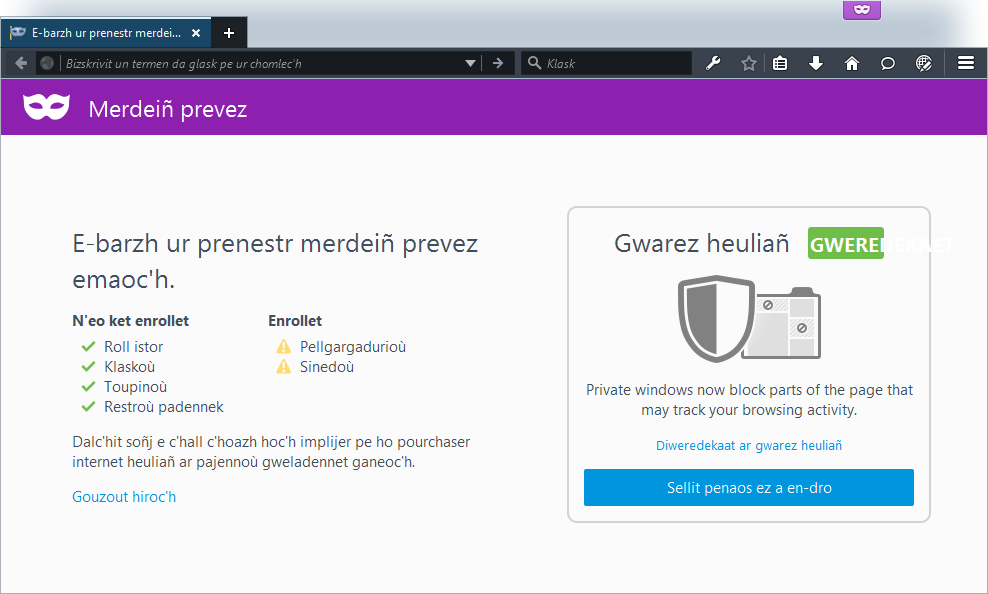 E-barzh ur prenestr merdei...
Bizskrivit un termen da glask pe ur chomlec'h
Klask
Merdeiñ prevez
E-barzh ur prenestr merdeiñ prevez
emaoc'h.
N'eo ket enrollet
Roll istor
Klaskoù
Toupinoù
Restroù padennek
Enrollet
Pellgargadurioù
Sinedoù
Dalc'hit soñj e c'hall c'hoazh hoc'h implijer pe ho pourchaser
internet heuliañ ar pajennoù gweladennet ganeoc'h.
Gouzout hiroc'h
Gwarez heuliañ GWEREDEKAET
Private windows now block parts of the page that
may track your browsing activity.
Diweredekaat ar gwarez heuliañ
Sellit penaos ez a en-dro